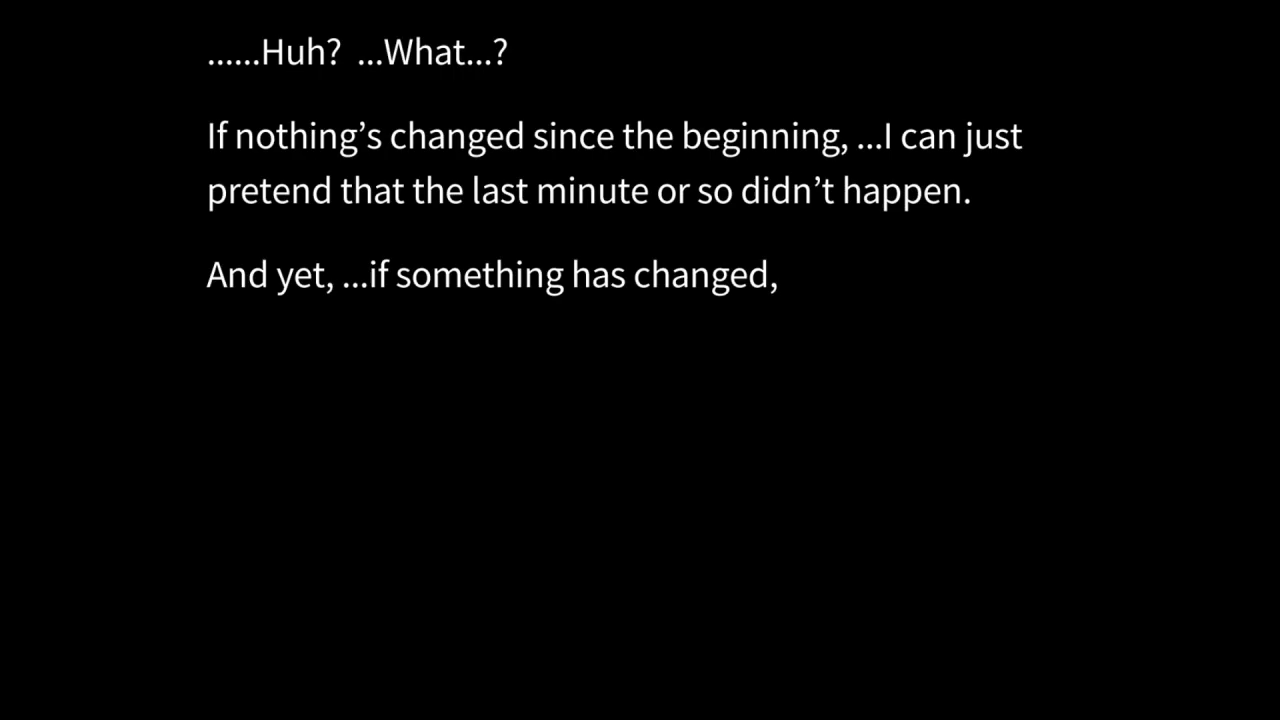 ......Huh?  ...What...?
If nothing’s changed since the beginning, ...I can just
pretend that the last minute or so didn’t happen.
And yet, ...if something has changed,